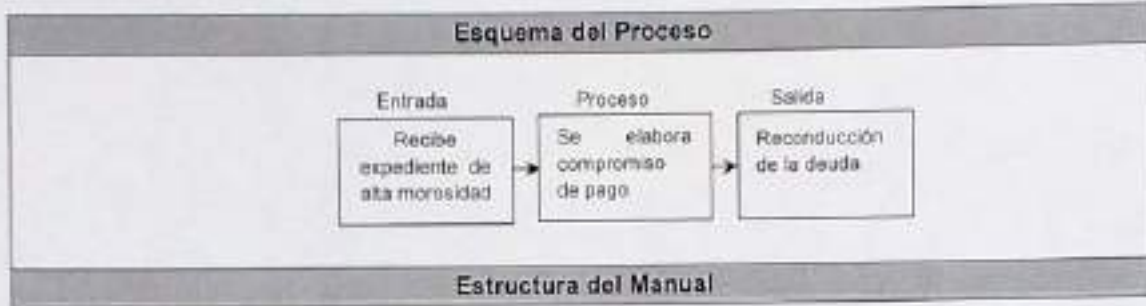 Esquema del Proceso
Entrada
Recibe
expediente de
alta morosidad
Proceso
Se elabora
compromiso
de pago
Salida
Reconducción
de la deuda
Estructura del Manual